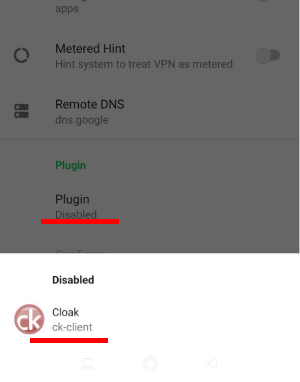 apps
Metered Hint
Hint system to treat VPN as metered
Remote DNS
dns.google
Plugin
Plugin
Disabled
Disabled
ck
Cloak
ck-client